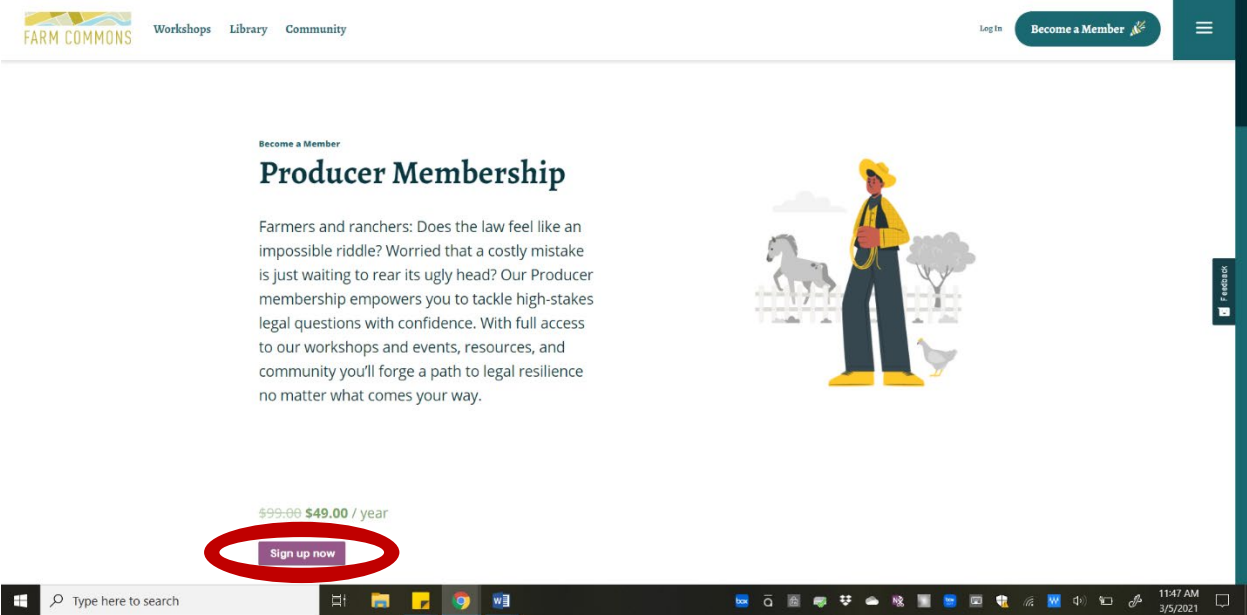 FARM COMMONS
Workshops Library Community
Log In
Become a Member
Become a Member
Producer Membership
Farmers and ranchers: Does the law feel like an
impossible riddle? Worried that a costly mistake
is just waiting to rear its ugly head? Our Producer
membership empowers you to tackle high-stakes
legal questions with confidence. With full access
to our workshops and events, resources, and
community you’ll forge a path to legal resilience
no matter what comes your way.
Feedback
$99.00 $49.00 / year
Sign up now
Type here to search
box
11:47 AM
3/5/2021